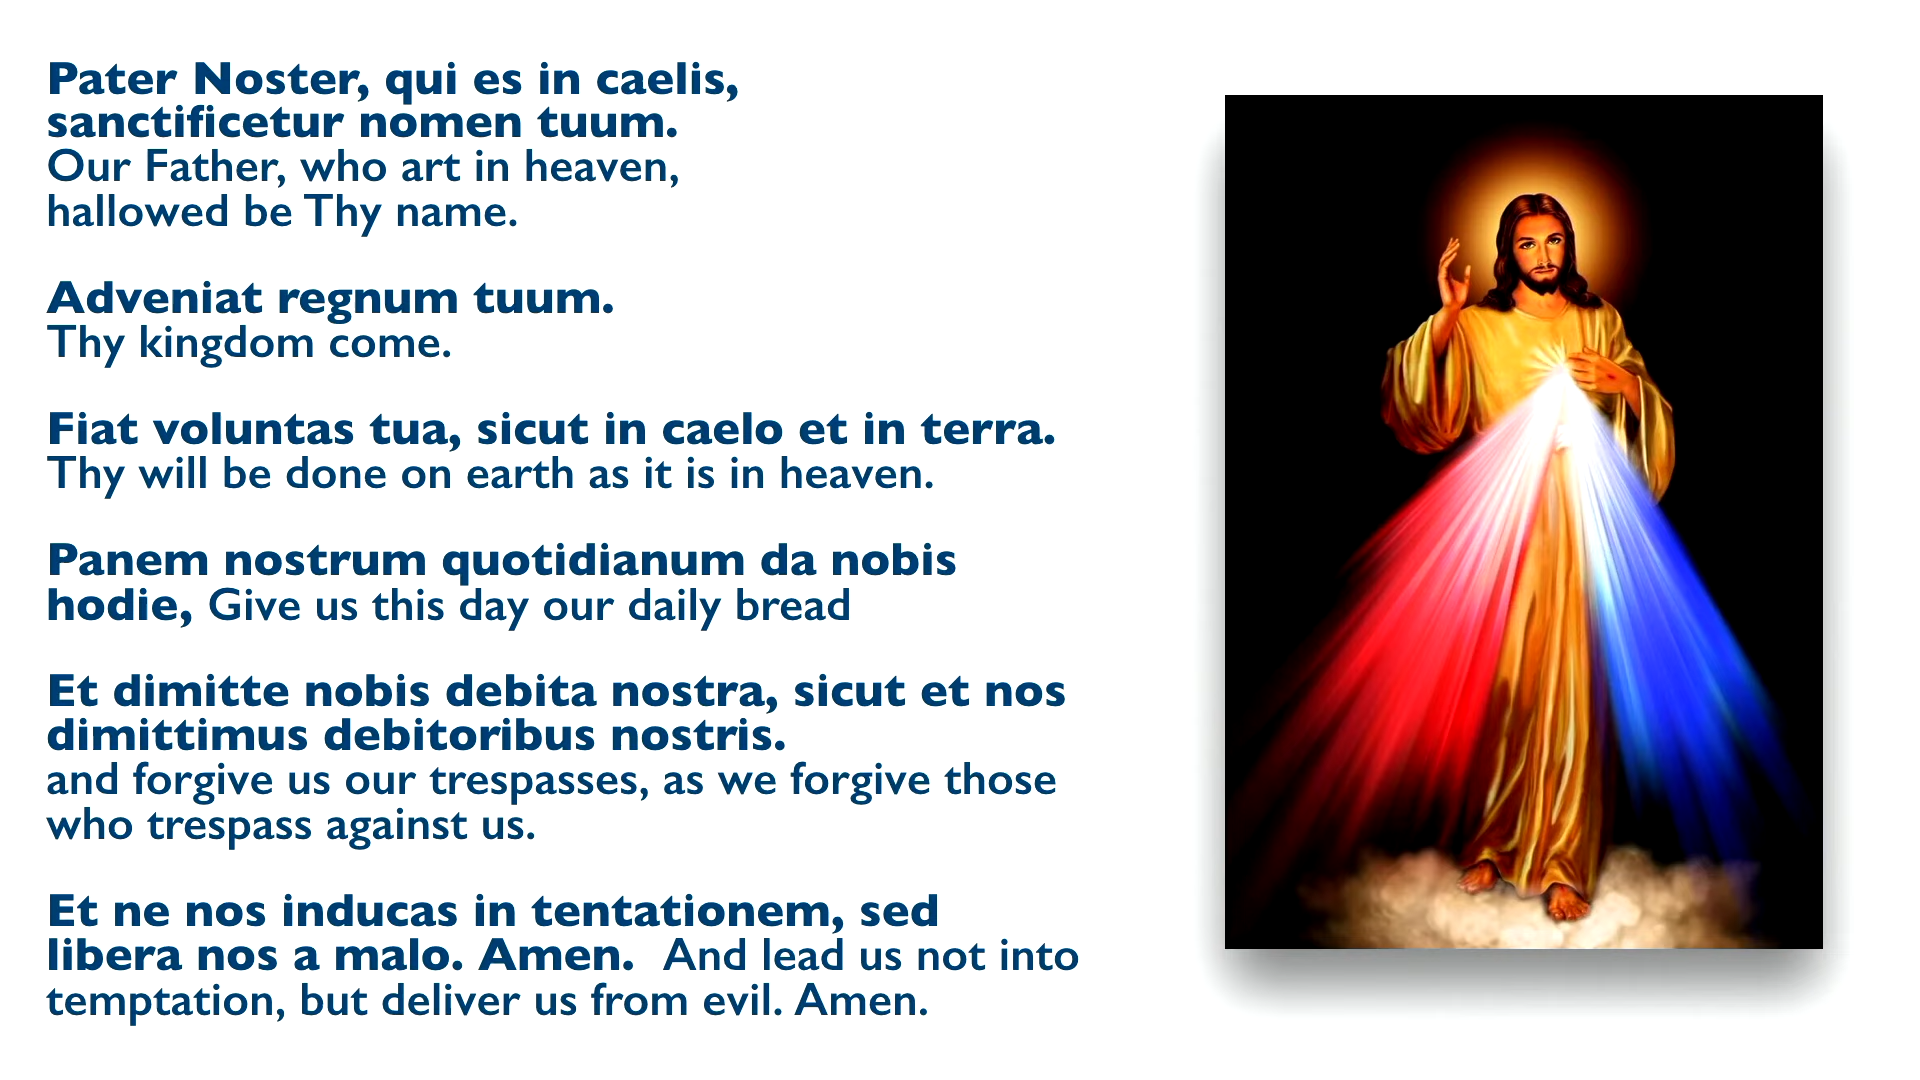 Pater Noster, qui es in caelis,
sanctificetur nomen tuum.
Our Father, who art in heaven,
hallowed be Thy name.
Adveniat regnum tuum.
Thy kingdom come.
Fiat voluntas tua, sicut in caelo et in terra.
Thy will be done on earth as it is in heaven.
Panem nostrum quotidianum da nobis
hodie, Give us this day our daily bread
Et dimitte nobis debita nostra, sicut et nos
dimittimus debitoribus nostris.
and forgive us our trespasses, as we forgive those
who trespass against us.
Et ne nos inducas in tentationem, sed
libera nos a malo. Amen.  And lead us not into
temptation, but deliver us from evil. Amen.